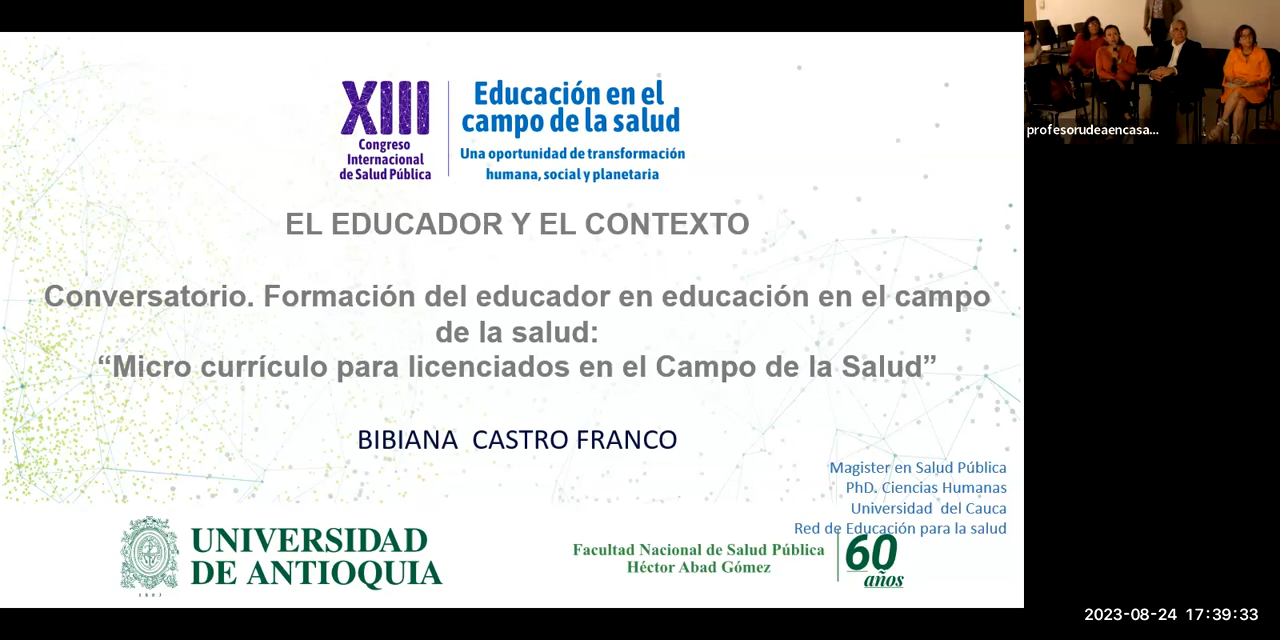 XIII
Congreso
Internacional
de Salud Pública
Educación en el
campo de la salud
Una oportunidad de transformación
humana, social y planetaria
profesorudeaencasa...
EL EDUCADOR Y EL CONTEXTO
Conversatorio. Formación del educador en educación en el campo
de la salud:
“Micro currículo para licenciados en el Campo de la Salud”
BIBIANA CASTRO FRANCO
Magister en Salud Pública
PhD. Ciencias Humanas
Universidad del Cauca
Red de Educación para la salud
UNIVERSIDAD
DE ANTIOQUIA
1803
Facultad Nacional de Salud Pública
Héctor Abad Gómez
60
años
2023-08-24 17:39:33